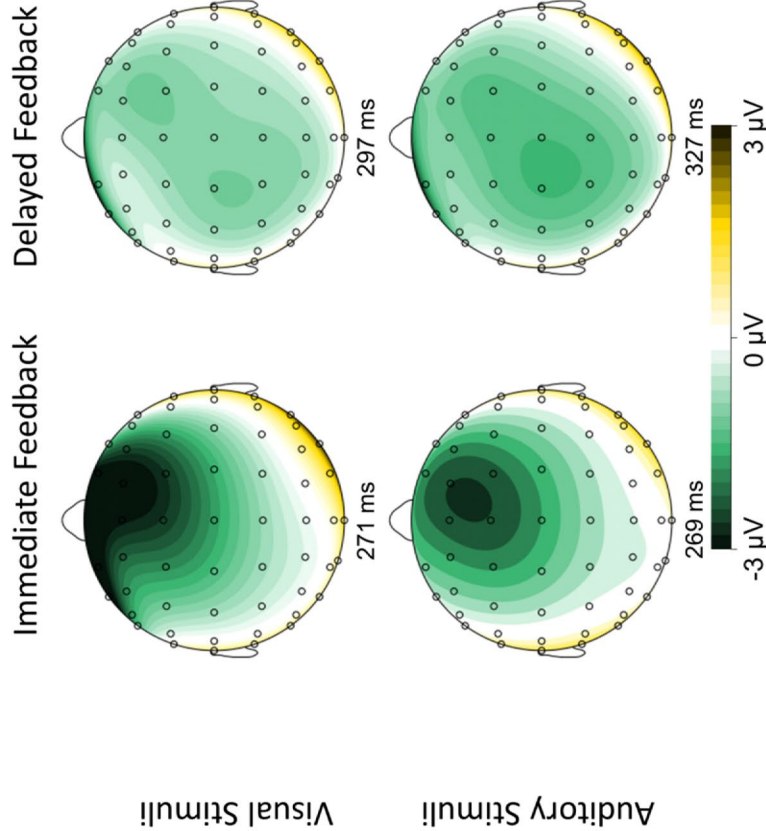 Immediate Feedback
Delayed Feedback
Visual Stimuli
271 ms
297 ms
Auditory Stimuli
269 ms
327 ms
-3 µV
0 µV
3 µV